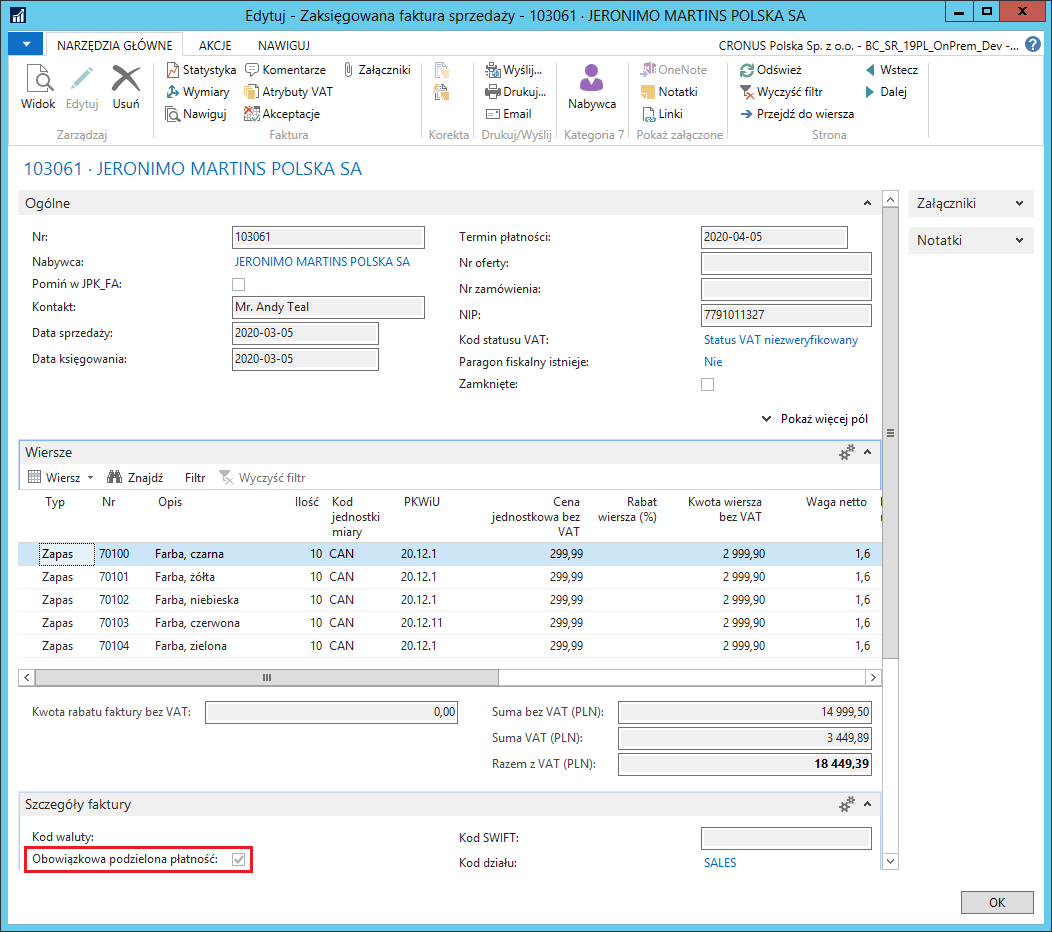 Edytuj - Zaksięgowana faktura sprzedaży - 103061 · JERONIMO MARTINS POLSKA SA
NARZĘDZIA GŁÓWNE AKCJE NAWIGUJ CRONUS Polska Sp. z o.o. - BC_SR_19PL_OnPrem_Dev -...
Widok Edytuj Usuń
Zarządzaj
Statystyka Komentarze Załączniki
Wymiary Atrybuty VAT
Nawiguj Akceptacje
Faktura
Korekta
Wyślij...
Drukuj...
Email
Drukuj/Wyślij
Nabywca
Kategoria 7
OneNote
Notatki
Linki
Pokaż załączone
Odśwież Wstecz
Wyczyść filtr Dalej
Przejdź do wiersza
Strona
103061 · JERONIMO MARTINS POLSKA SA
Ogólne
Nr: 103061
Nabywca: JERONIMO MARTINS POLSKA SA
Pomiń w JPK_FA:
Kontakt: Mr. Andy Teal
Data sprzedaży: 2020-03-05
Data księgowania: 2020-03-05
Termin płatności: 2020-04-05
Nr oferty:
Nr zamówienia:
NIP: 7791011327
Kod statusu VAT: Status VAT niezweryfikowany
Paragon fiskalny istnieje: Nie
Zamknięte:
Pokaż więcej pól
Załączniki
Notatki
Wiersze
Wiersz Znajdź Filtr Wyczyść filtr
Typ Nr Opis Ilość Kod jednostki miary PKWiU Cena jednostkowa bez VAT Rabat wiersza (%) Kwota wiersza bez VAT Waga netto
Zapas 70100 Farba, czarna 10 CAN 20.12.1 299,99 2 999,90 1,6
Zapas 70101 Farba, żółta 10 CAN 20.12.1 299,99 2 999,90 1,6
Zapas 70102 Farba, niebieska 10 CAN 20.12.1 299,99 2 999,90 1,6
Zapas 70103 Farba, czerwona 10 CAN 20.12.11 299,99 2 999,90 1,6
Zapas 70104 Farba, zielona 10 CAN 20.12.1 299,99 2 999,90 1,6
Kwota rabatu faktury bez VAT: 0,00
Suma bez VAT (PLN): 14 999,50
Suma VAT (PLN): 3 449,89
Razem z VAT (PLN): 18 449,39
Szczegóły faktury
Kod waluty:
Obowiązkowa podzielona płatność:
Kod SWIFT:
Kod działu: SALES
OK